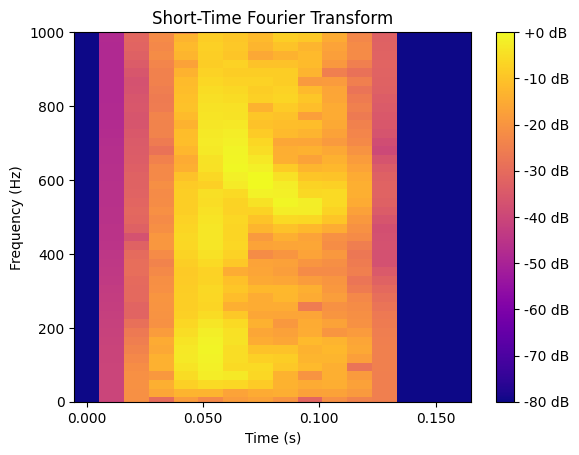 Short-Time Fourier Transform
1000
800
600
400
200
0
Frequency (Hz)
0.000
0.050
0.100
0.150
Time (s)
+0 dB
-10 dB
-20 dB
-30 dB
-40 dB
-50 dB
-60 dB
-70 dB
-80 dB